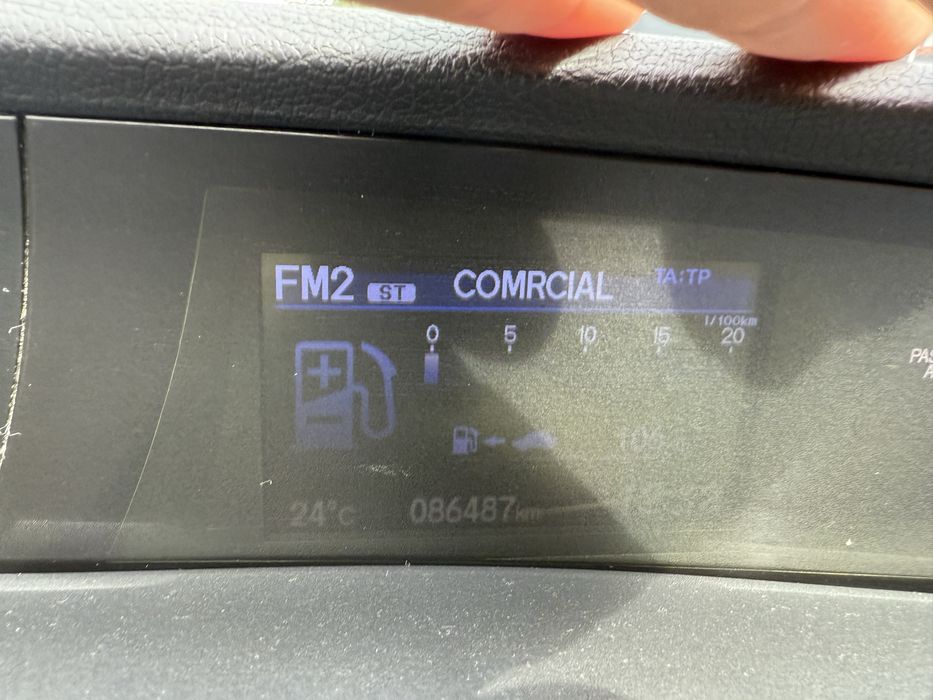 FM2 ST COMRCIAL TA:TP
l/100km
0 5 10 15 20
24°C 086487km